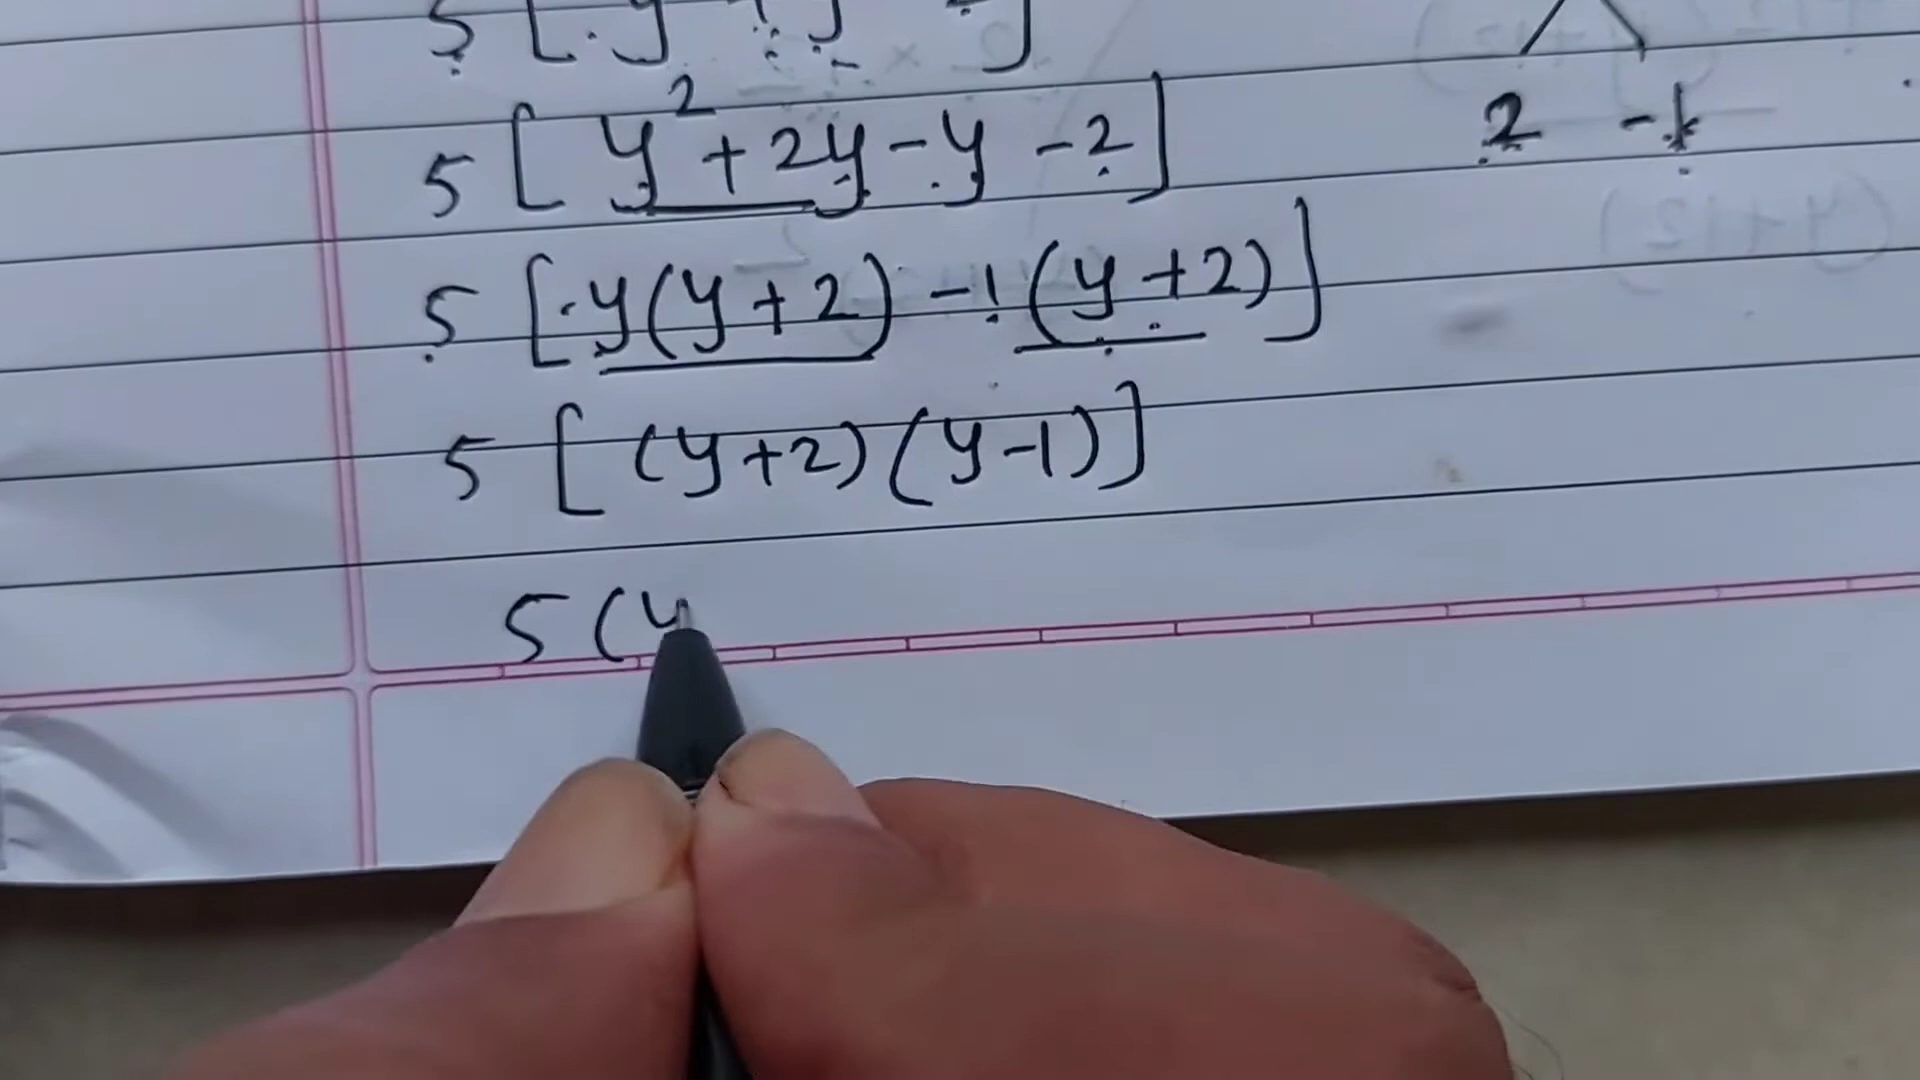 5 [ y² + 2y - y - 2 ]
2 -1
5 [ y(y + 2) - 1 (y + 2) ]
5 [ (y + 2) (y - 1) ]
5 (y